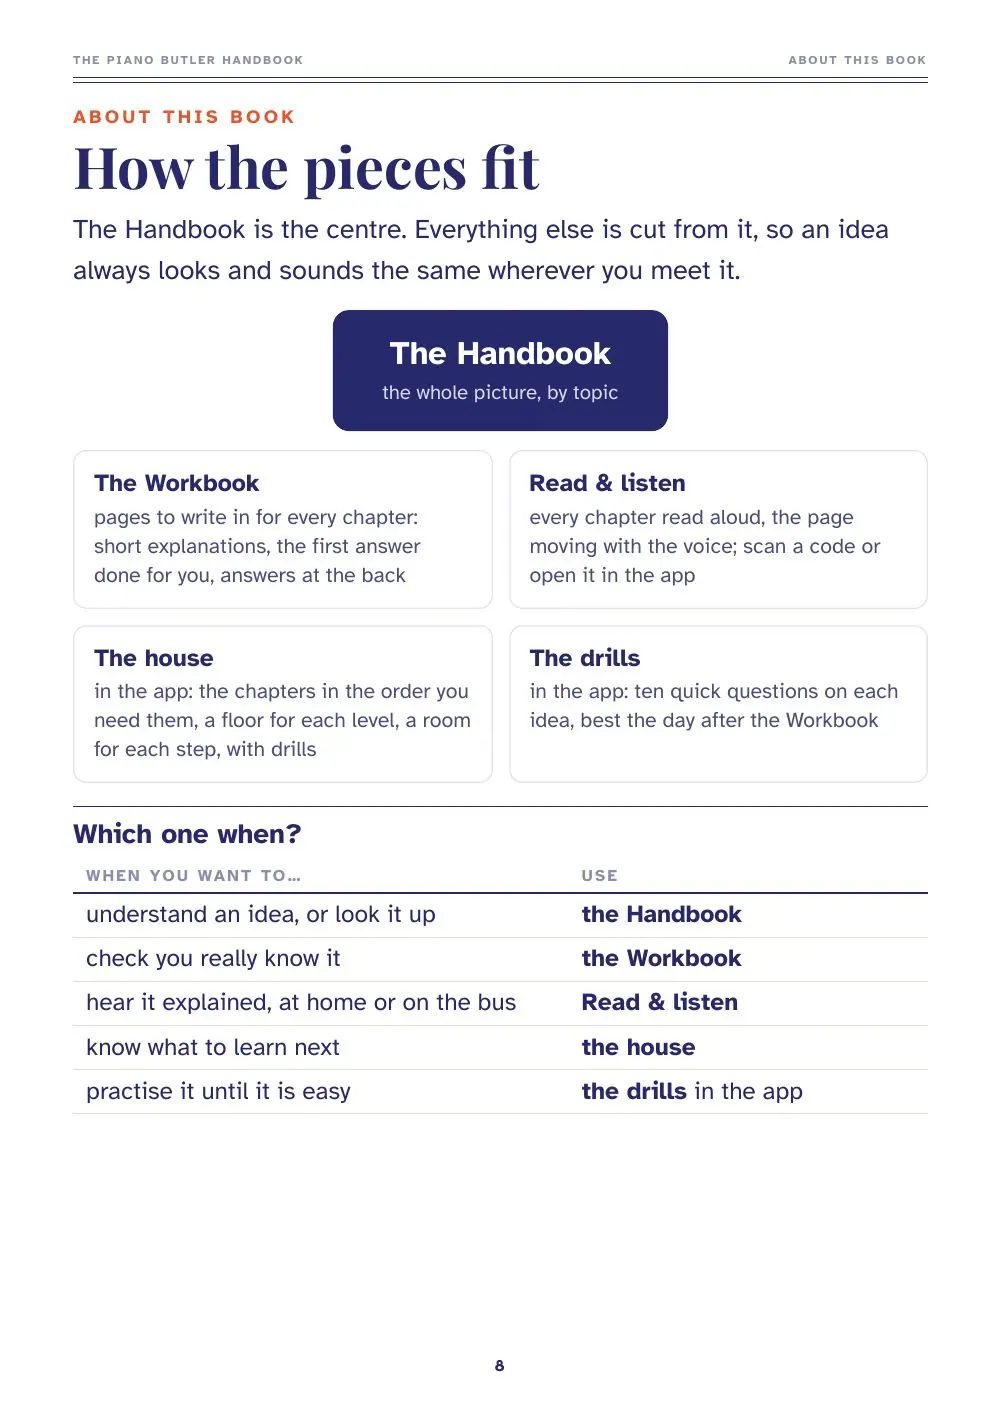 THE PIANO BUTLER HANDBOOK
ABOUT THIS BOOK
ABOUT THIS BOOK
How the pieces fit
The Handbook is the centre. Everything else is cut from it, so an idea
always looks and sounds the same wherever you meet it.
The Handbook
the whole picture, by topic
The Workbook
pages to write in for every chapter:
short explanations, the first answer
done for you, answers at the back
Read & listen
every chapter read aloud, the page
moving with the voice; scan a code or
open it in the app
The house
in the app: the chapters in the order you
need them, a floor for each level, a room
for each step, with drills
The drills
in the app: ten quick questions on each
idea, best the day after the Workbook
Which one when?
WHEN YOU WANT TO… USE
understand an idea, or look it up the Handbook
check you really know it the Workbook
hear it explained, at home or on the bus Read & listen
know what to learn next the house
practise it until it is easy the drills in the app
8